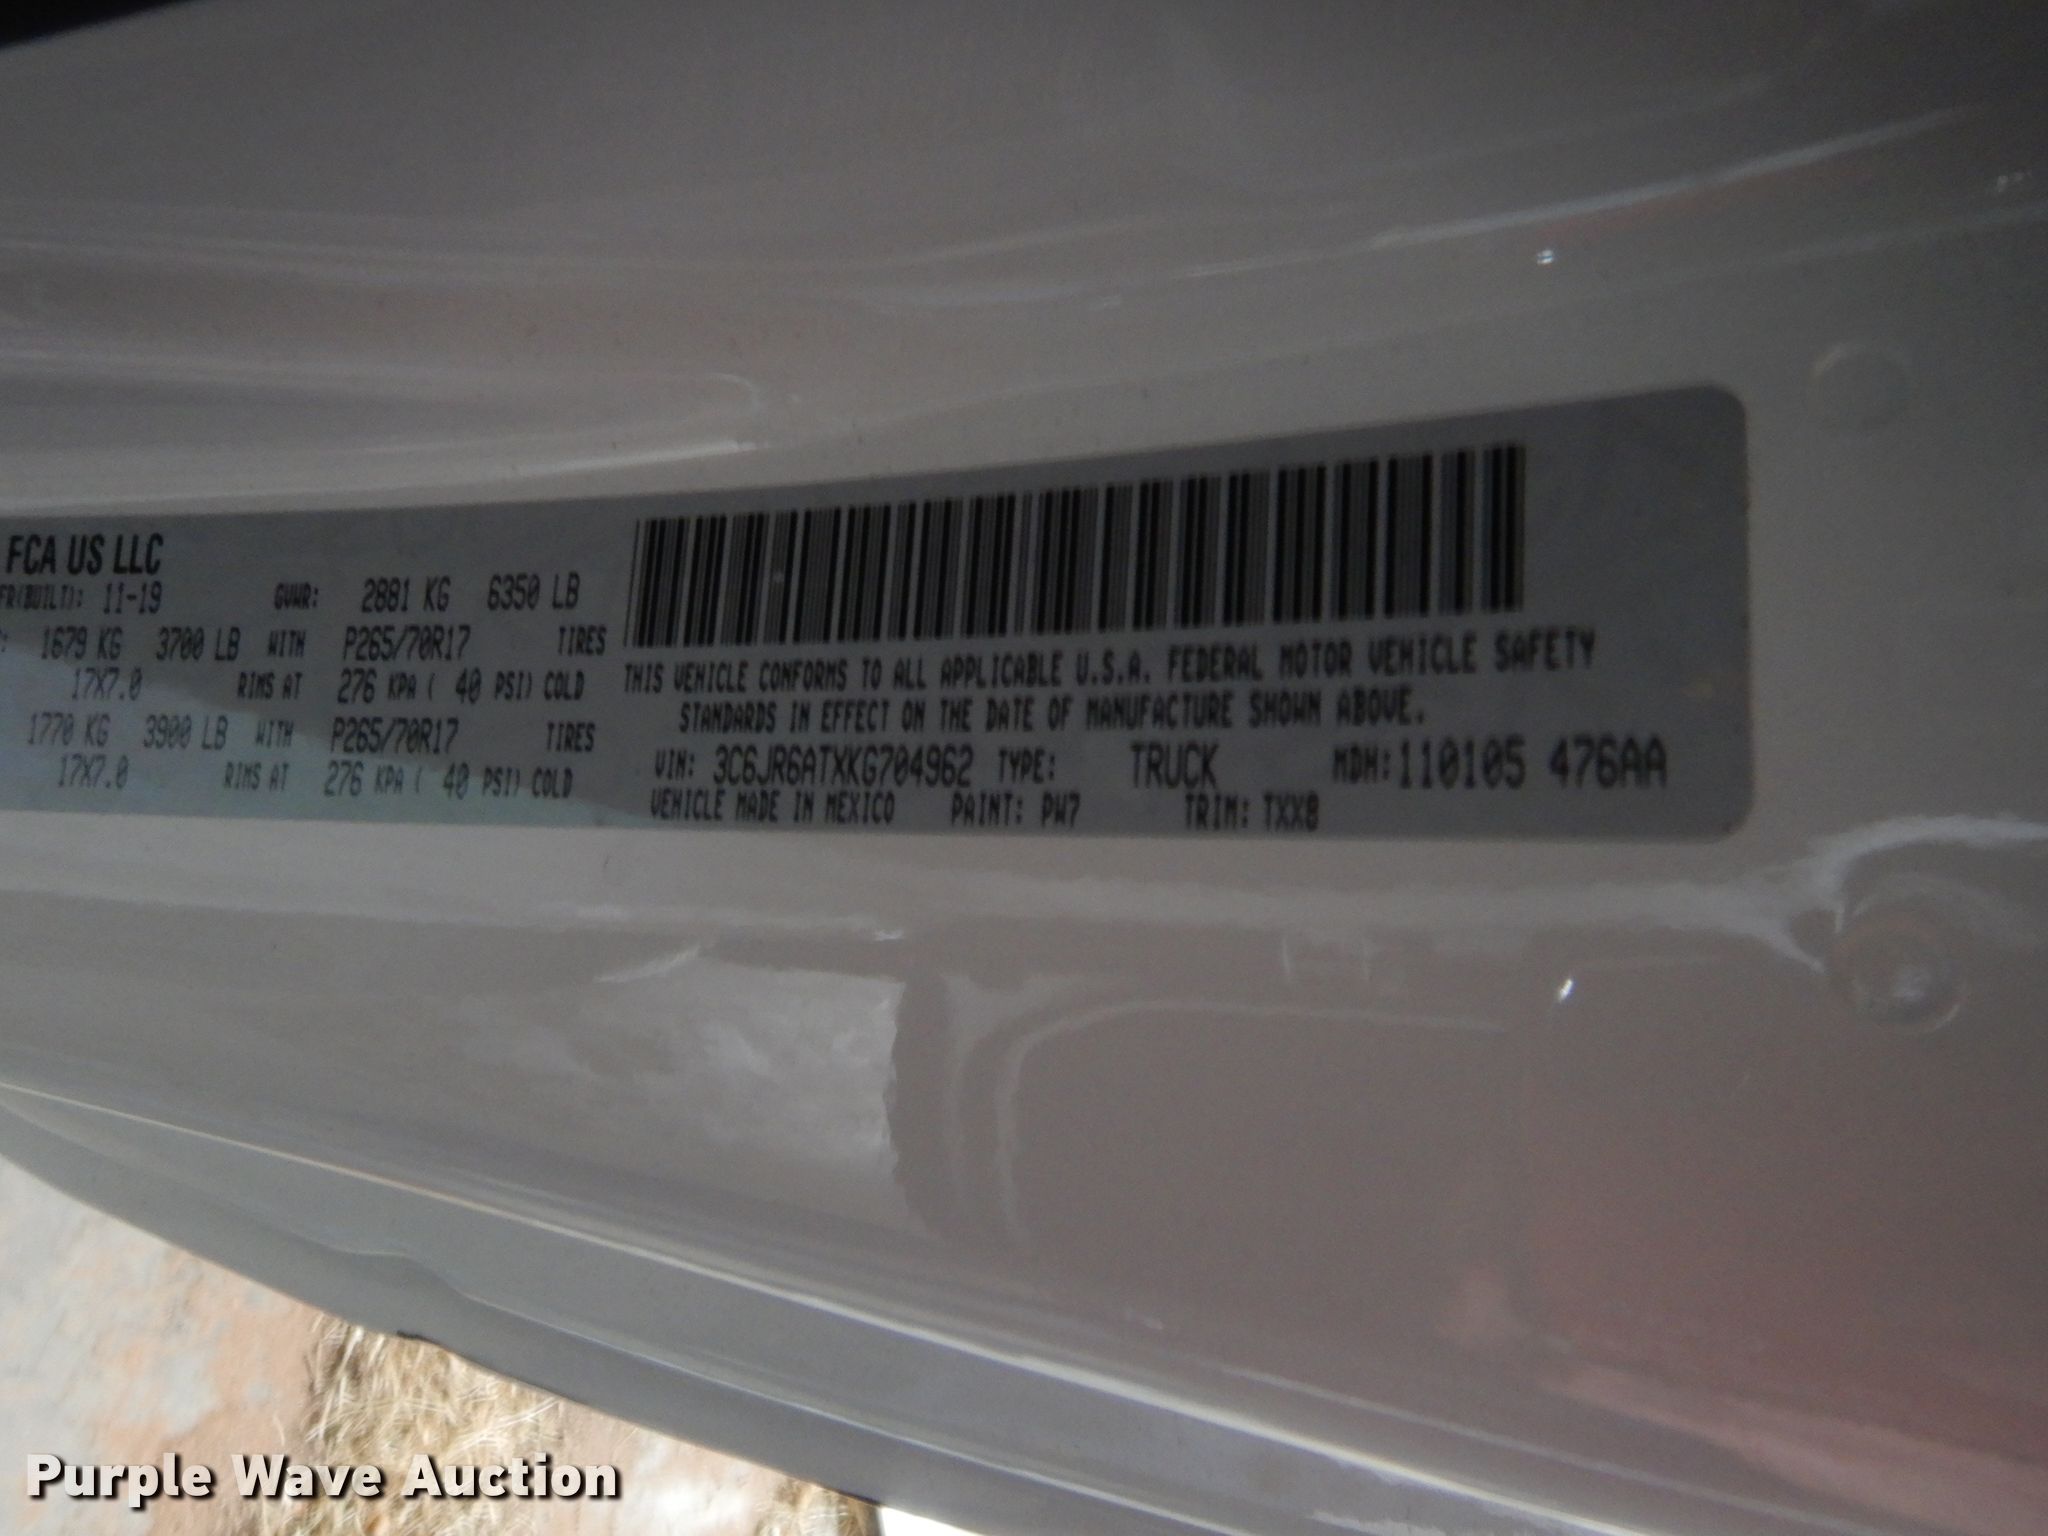 FCA US LLC
FR(BUILT): 11-19 GVWR: 2881 KG 6350 LB
: 1679 KG 3700 LB WITH P265/70R17 TIRES
17X7.0 RIMS AT 276 KPA ( 40 PSI) COLD
1770 KG 3900 LB WITH P265/70R17 TIRES
17X7.0 RIMS AT 276 KPA ( 40 PSI) COLD
THIS VEHICLE CONFORMS TO ALL APPLICABLE U.S.A. FEDERAL MOTOR VEHICLE SAFETY
STANDARDS IN EFFECT ON THE DATE OF MANUFACTURE SHOWN ABOVE.
VIN: 3C6JR6ATXKG704962 TYPE: TRUCK MDH: 110105 476AA
VEHICLE MADE IN MEXICO PAINT: PW7 TRIM: TXX8
Purple Wave Auction